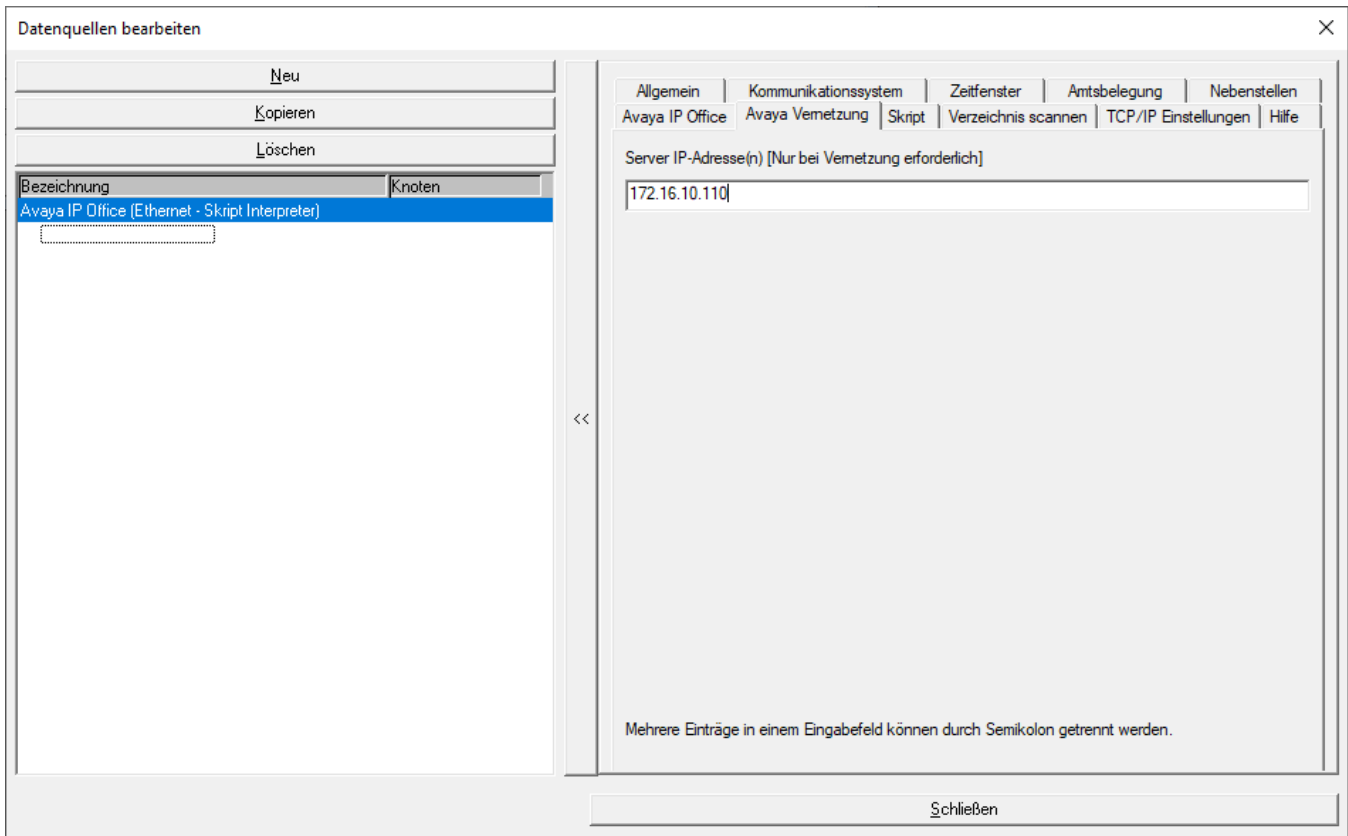 Datenquellen bearbeiten
Neu
Kopieren
Löschen
Bezeichnung Knoten
Avaya IP Office (Ethernet - Skript Interpreter)
<<
Allgemein Kommunikationssystem Zeitfenster Amtsbelegung Nebenstellen
Avaya IP Office Avaya Vernetzung Skript Verzeichnis scannen TCP/IP Einstellungen Hilfe
Server IP-Adresse(n) [Nur bei Vernetzung erforderlich]
172.16.10.110
Mehrere Einträge in einem Eingabefeld können durch Semikolon getrennt werden.
Schließen